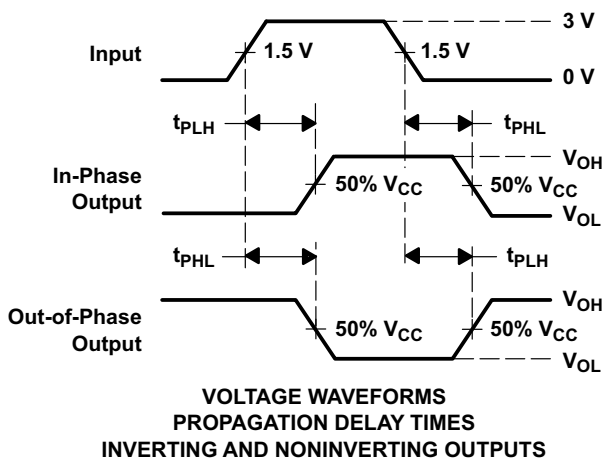 3 V
Input
1.5 V
1.5 V
0 V
tPLH
tPHL
VOH
In-Phase
Output
50% VCC
50% VCC
VOL
tPHL
tPLH
VOH
Out-of-Phase
Output
50% VCC
50% VCC
VOL
VOLTAGE WAVEFORMS
PROPAGATION DELAY TIMES
INVERTING AND NONINVERTING OUTPUTS